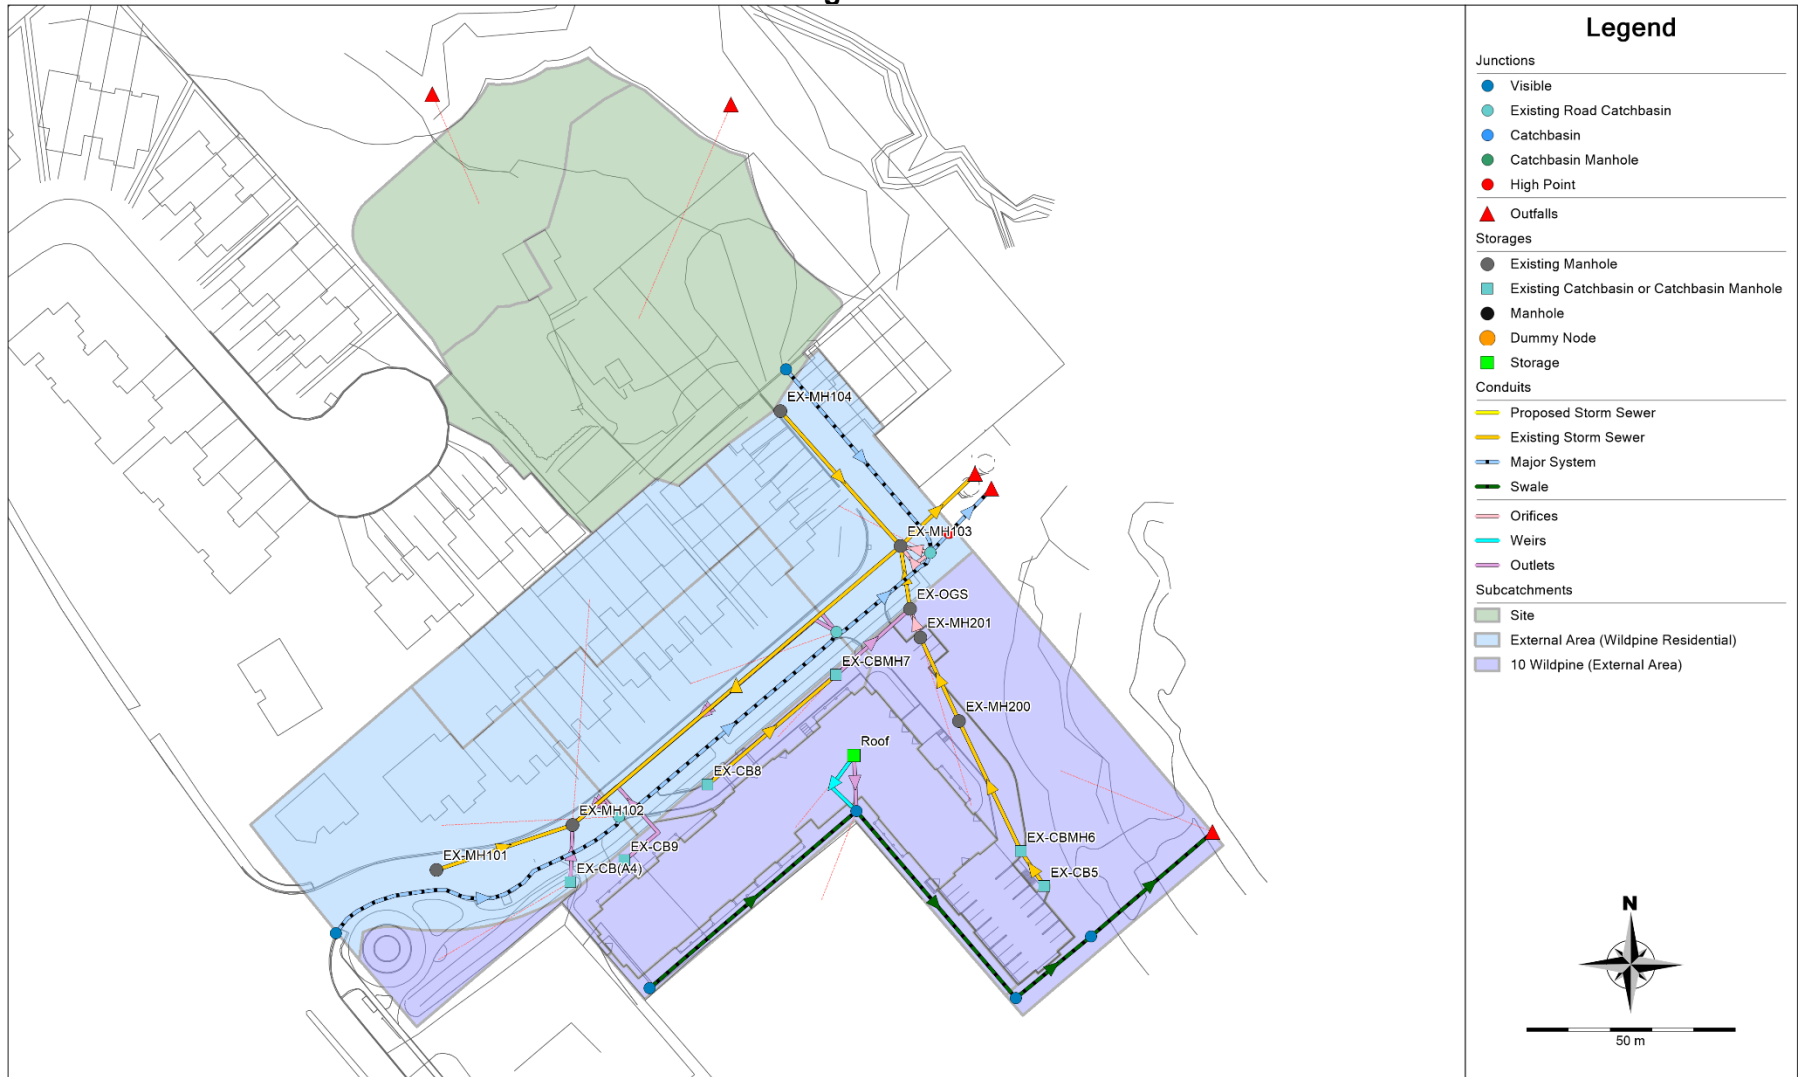 Legend
Junctions
Visible
Existing Road Catchbasin
Catchbasin
Catchbasin Manhole
High Point
Outfalls
Storages
Existing Manhole
Existing Catchbasin or Catchbasin Manhole
Manhole
Dummy Node
Storage
Conduits
Proposed Storm Sewer
Existing Storm Sewer
Major System
Swale
Orifices
Weirs
Outlets
Subcatchments
Site
External Area (Wildpine Residential)
10 Wildpine (External Area)
EX-MH104
EX-MH103
EX-OGS
EX-MH201
EX-CBMH7
EX-MH200
Roof
EX-CB8
EX-MH102
EX-CBMH6
EX-CB9
EX-MH101
EX-CB(A4)
EX-CB5
N
50 m